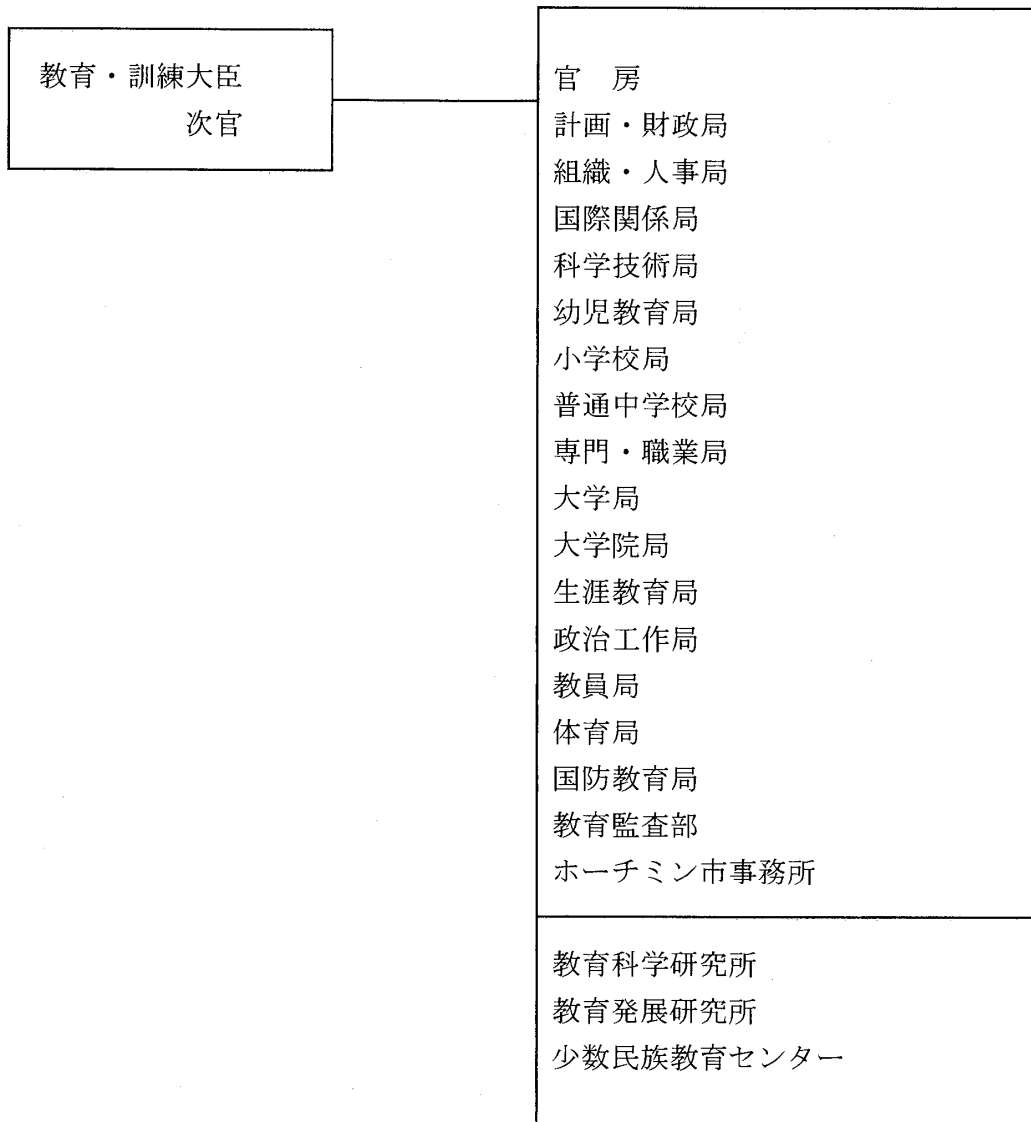 教育・訓練大臣
次官
官　房
計画・財政局
組織・人事局
国際関係局
科学技術局
幼児教育局
小学校局
普通中学校局
専門・職業局
大学局
大学院局
生涯教育局
政治工作局
教員局
体育局
国防教育局
教育監査部
ホーチミン市事務所
教育科学研究所
教育発展研究所
少数民族教育センター